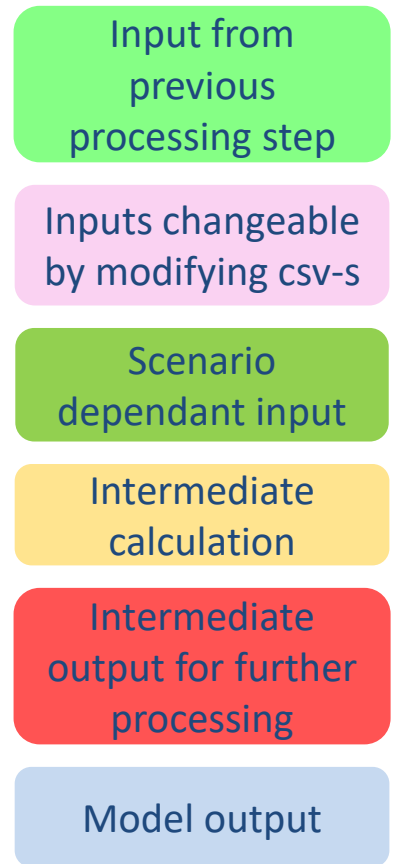 Input from
previous
processing step
Inputs changeable
by modifying csv-s
Scenario
dependant input
Intermediate
calculation
Intermediate
output for further
processing
Model output